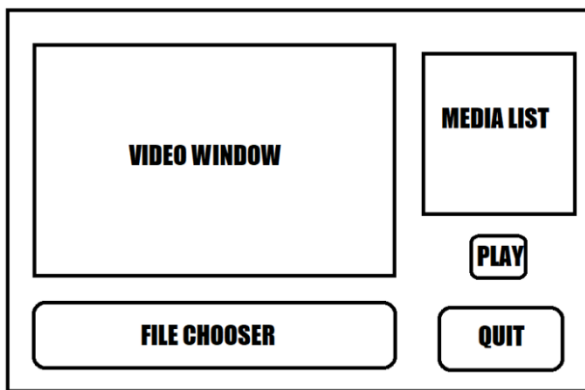 VIDEO WINDOW
MEDIA LIST
PLAY
FILE CHOOSER
QUIT